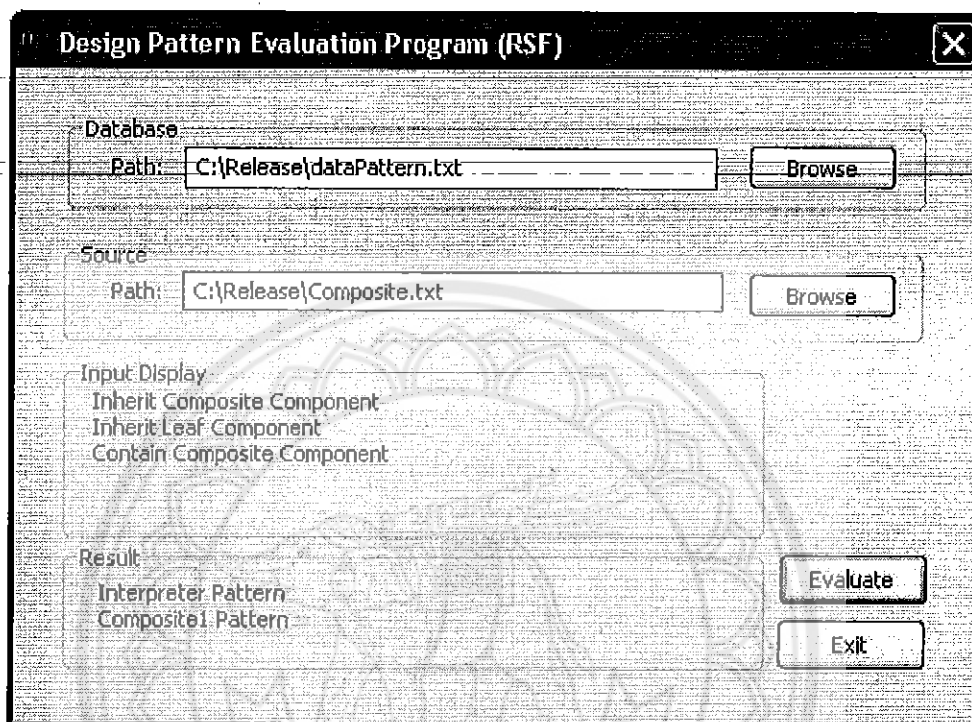 Design Pattern Evaluation Program (RSF)
Database
Path: C:\Release\dataPattern.txt Browse
Source
Path: C:\Release\Composite.txt Browse
Input Display
Inherit Composite Component
Inherit Leaf Component
Contain Composite Component
Result
Interpreter Pattern
Composite1 Pattern
Evaluate
Exit